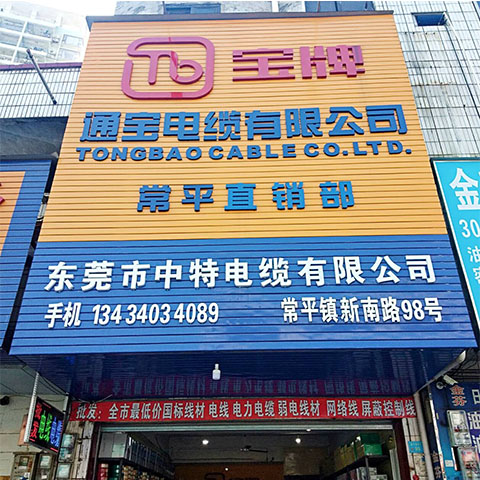 Tb 宝牌
通宝电缆有限公司
TONGBAO CABLE CO.LTD.
常平直销部
东莞市中特电缆有限公司
手机 134 3403 4089 常平镇新南路98号
批发：全市最低价国标线材 电线 电力电缆 弱电线材 网络线 屏蔽控制线
金
30
油